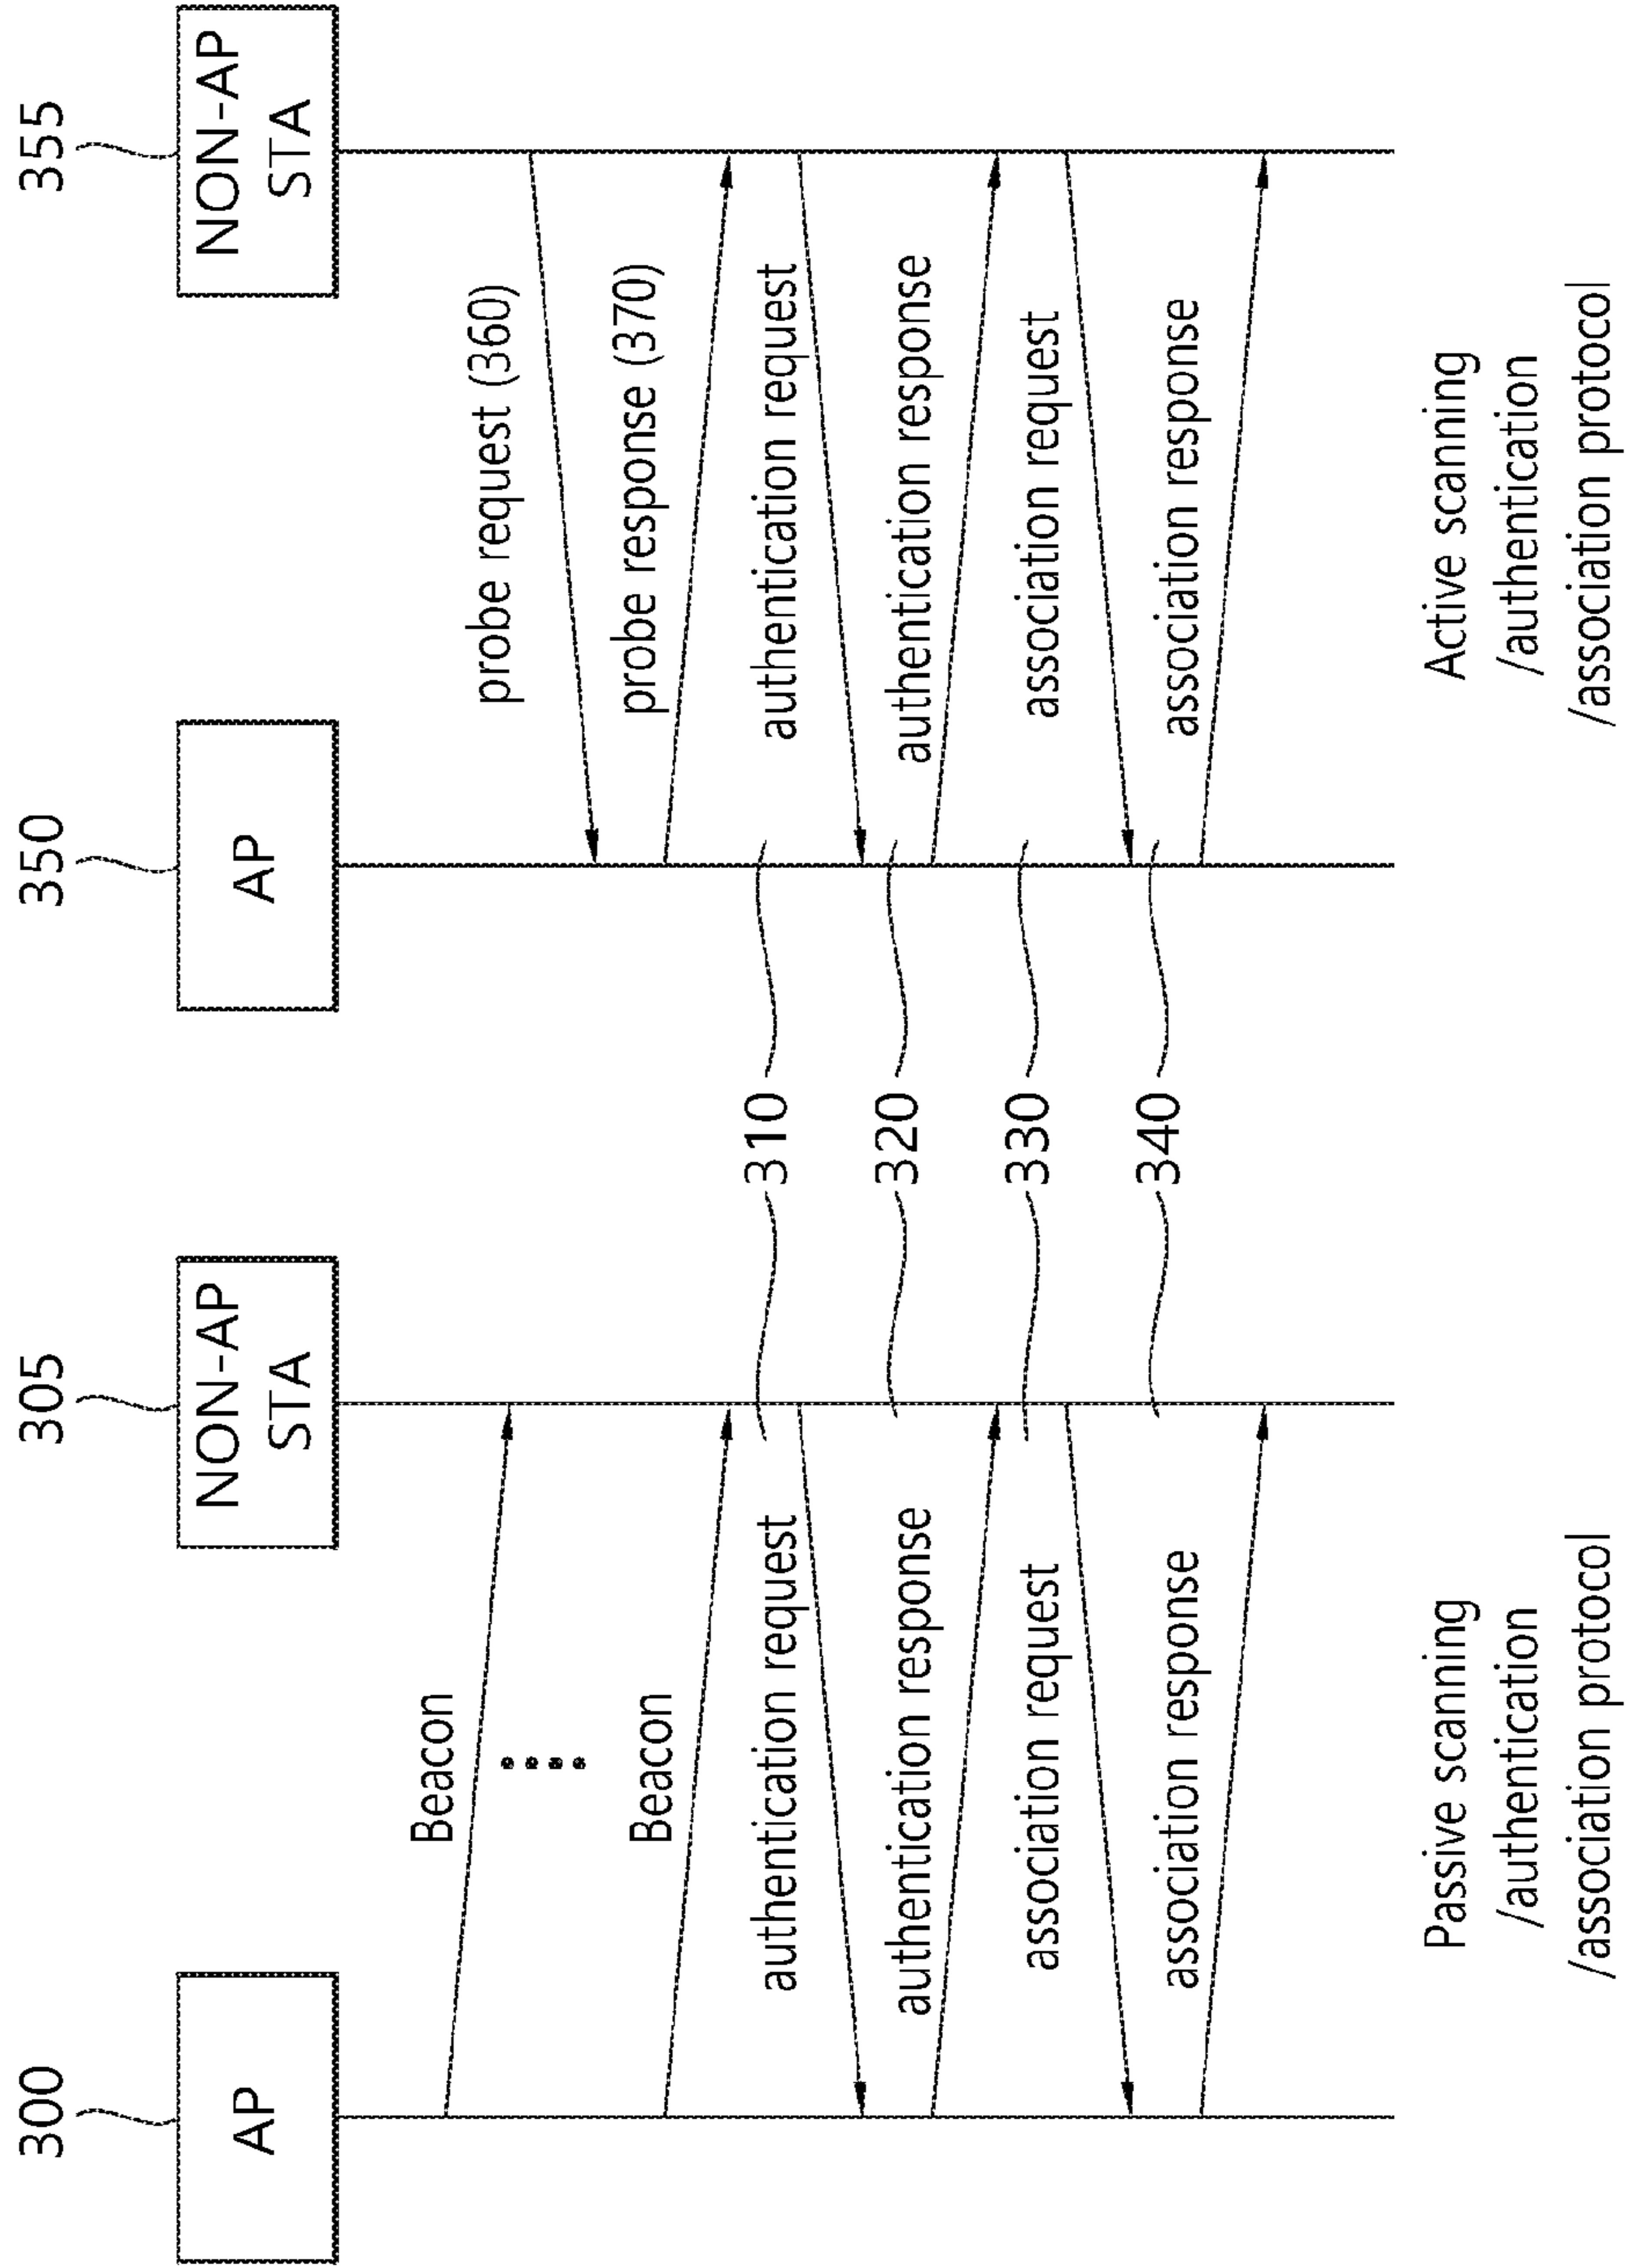 300
AP
305
NON-AP
STA
Beacon
Beacon
authentication request
authentication response
association request
association response
Passive scanning
/authentication
/association protocol
310
320
330
340
350
AP
355
NON-AP
STA
probe request (360)
probe response (370)
authentication request
authentication response
association request
association response
Active scanning
/authentication
/association protocol